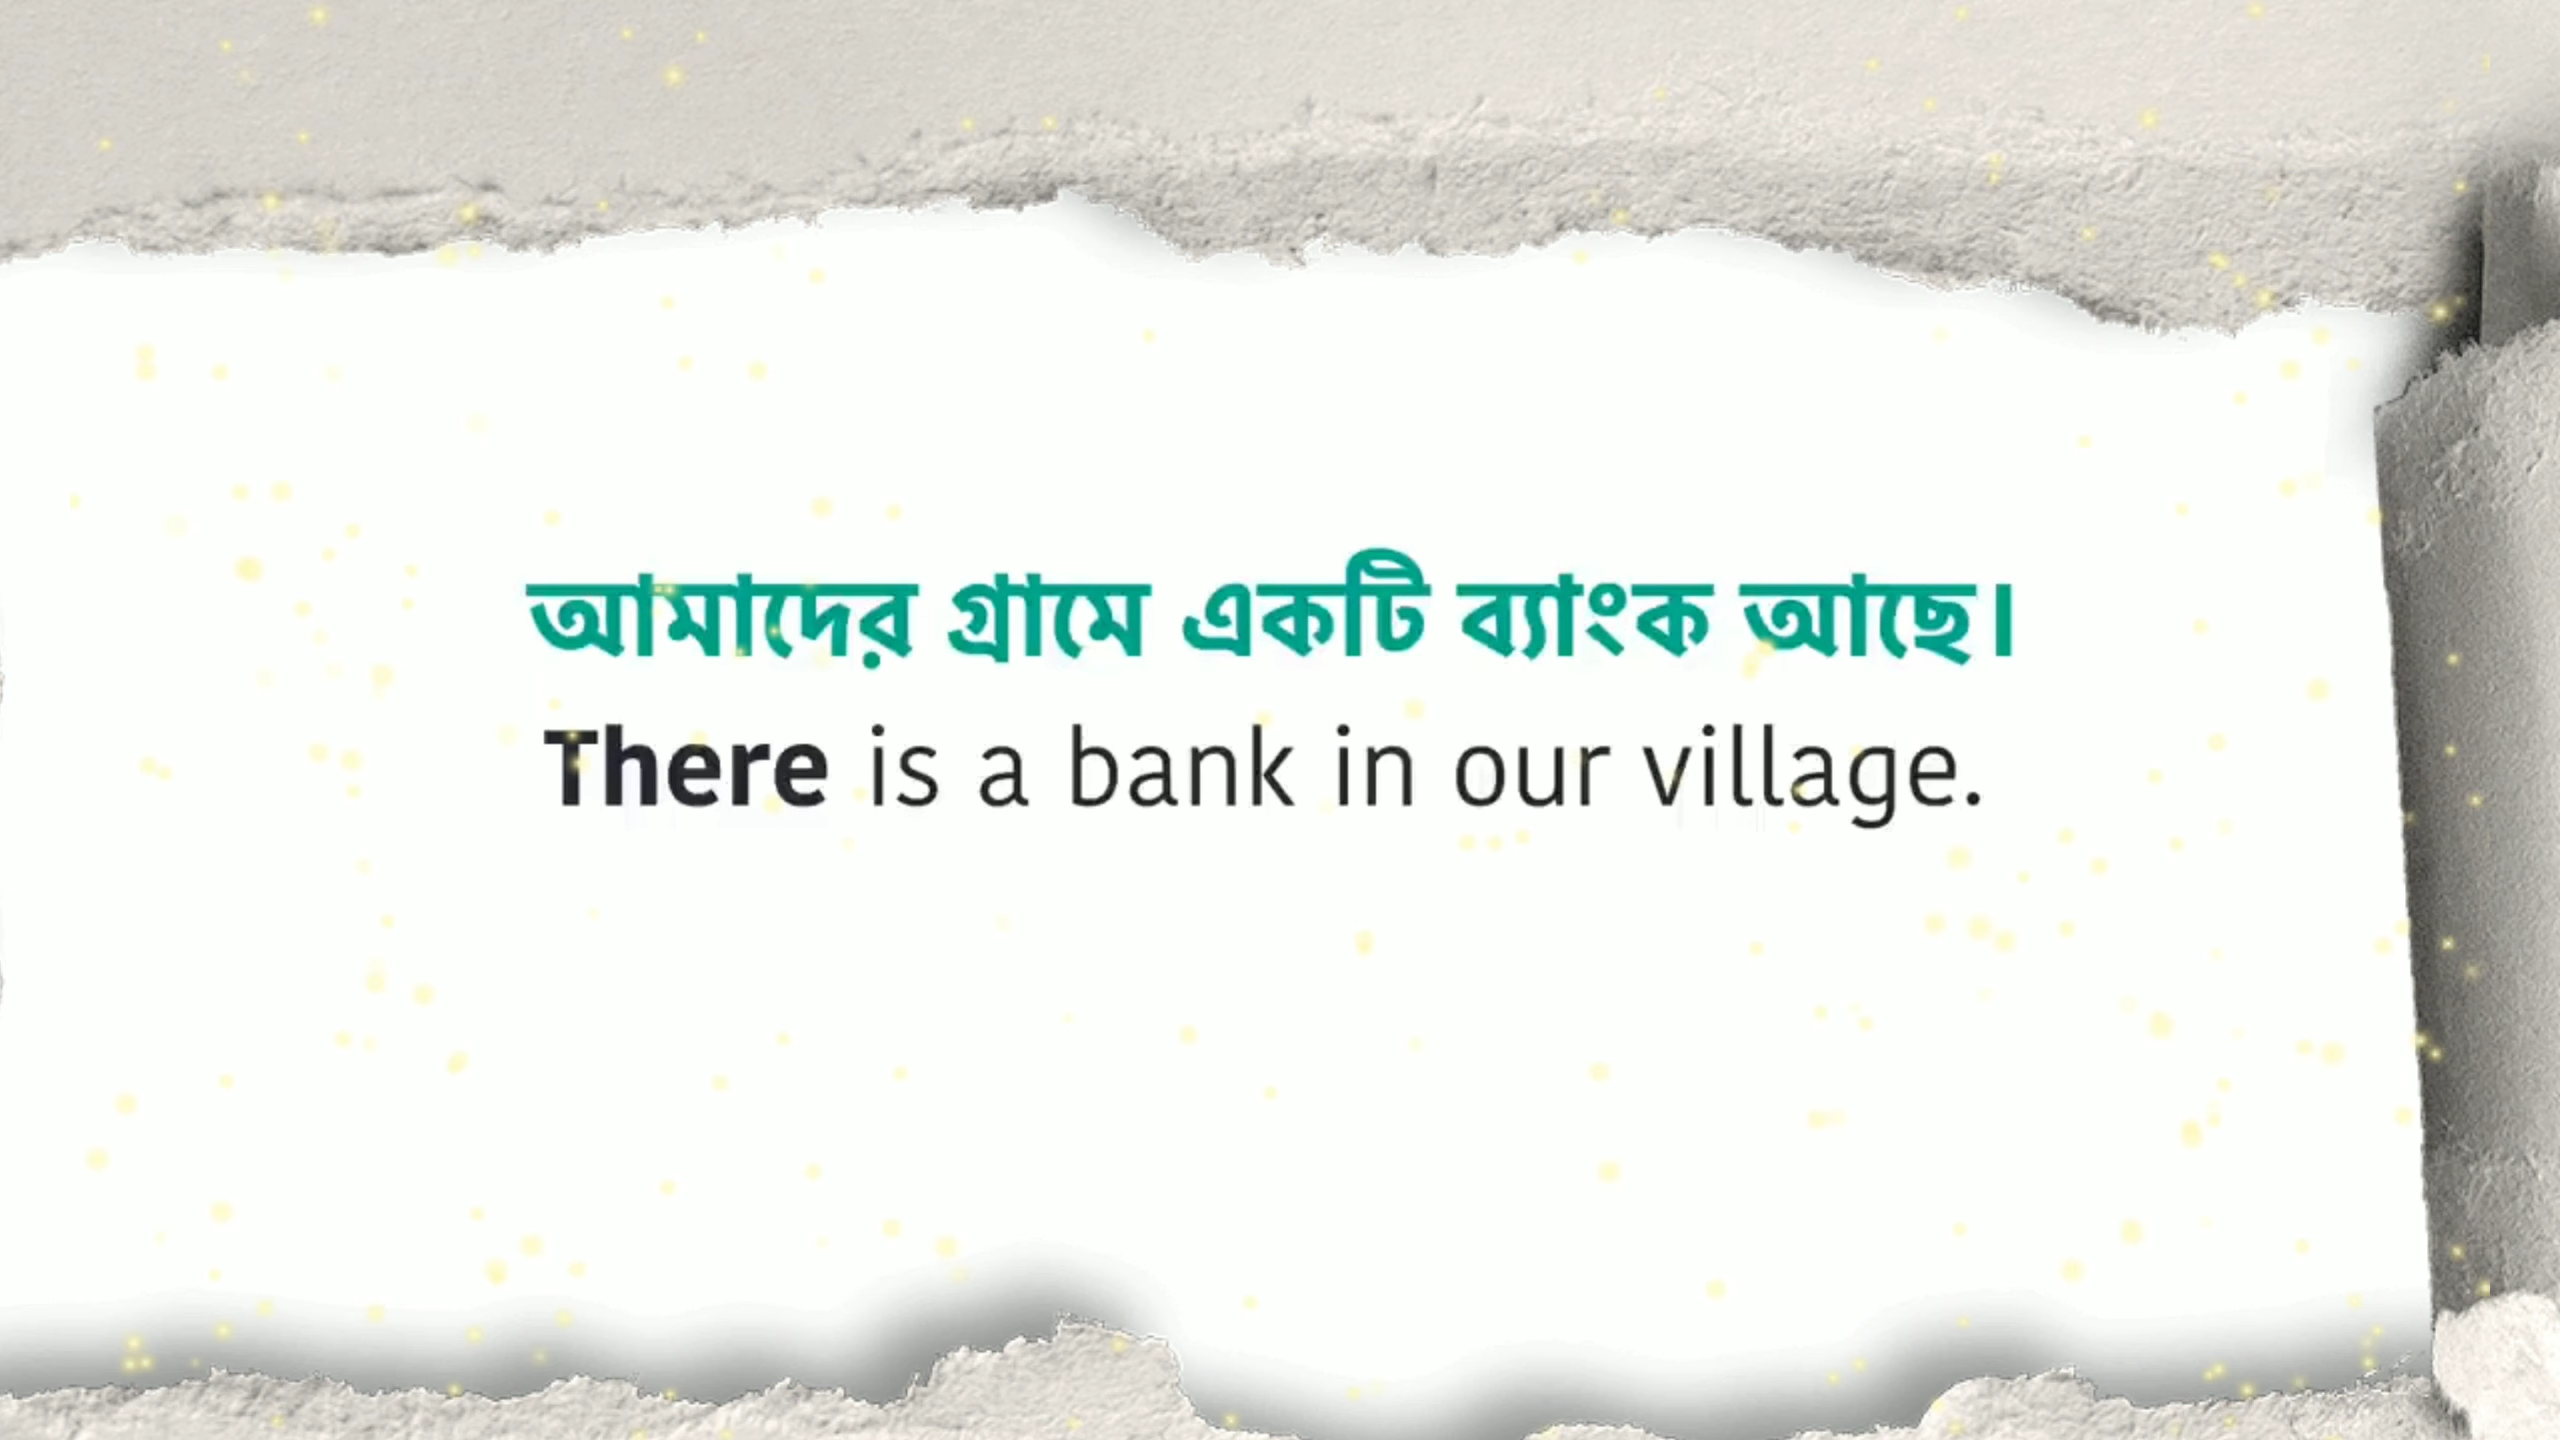 আমাদের গ্রামে একটি ব্যাংক আছে।
There is a bank in our village.